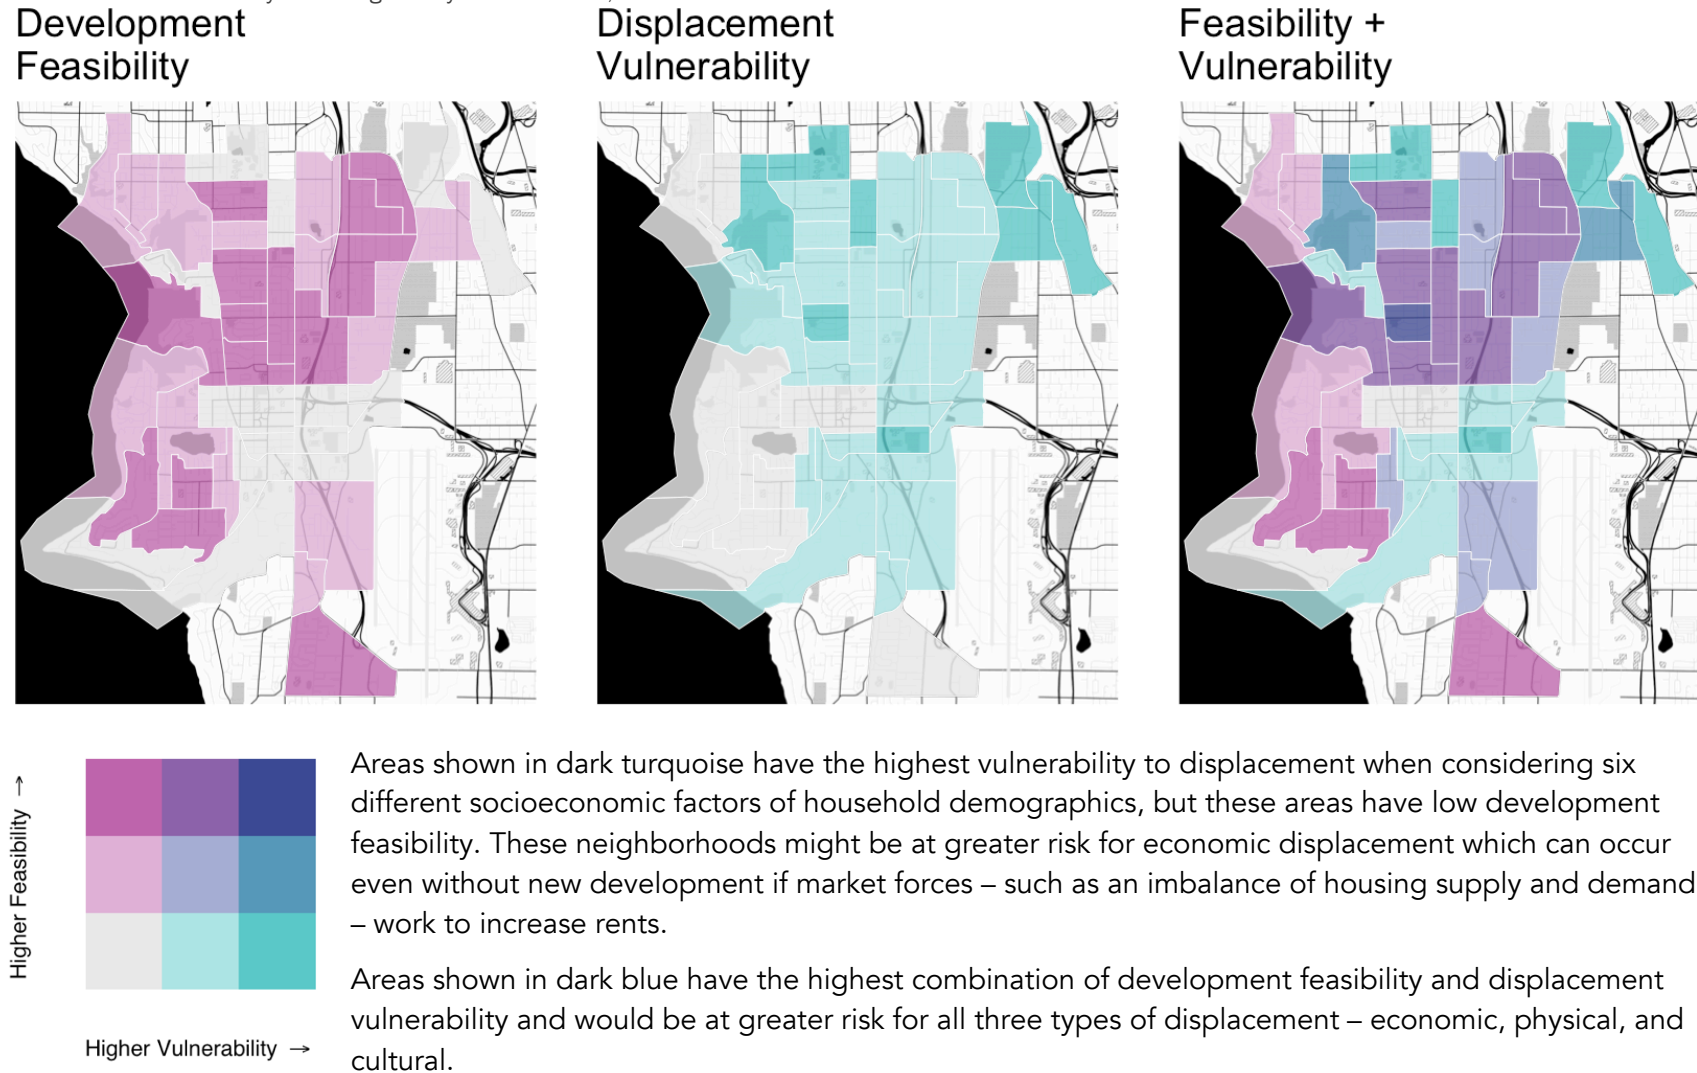 Development
Feasibility
Displacement
Vulnerability
Feasibility +
Vulnerability
Higher Feasibility →
Higher Vulnerability →
Areas shown in dark turquoise have the highest vulnerability to displacement when considering six
different socioeconomic factors of household demographics, but these areas have low development
feasibility. These neighborhoods might be at greater risk for economic displacement which can occur
even without new development if market forces – such as an imbalance of housing supply and demand
– work to increase rents.
Areas shown in dark blue have the highest combination of development feasibility and displacement
vulnerability and would be at greater risk for all three types of displacement – economic, physical, and
cultural.